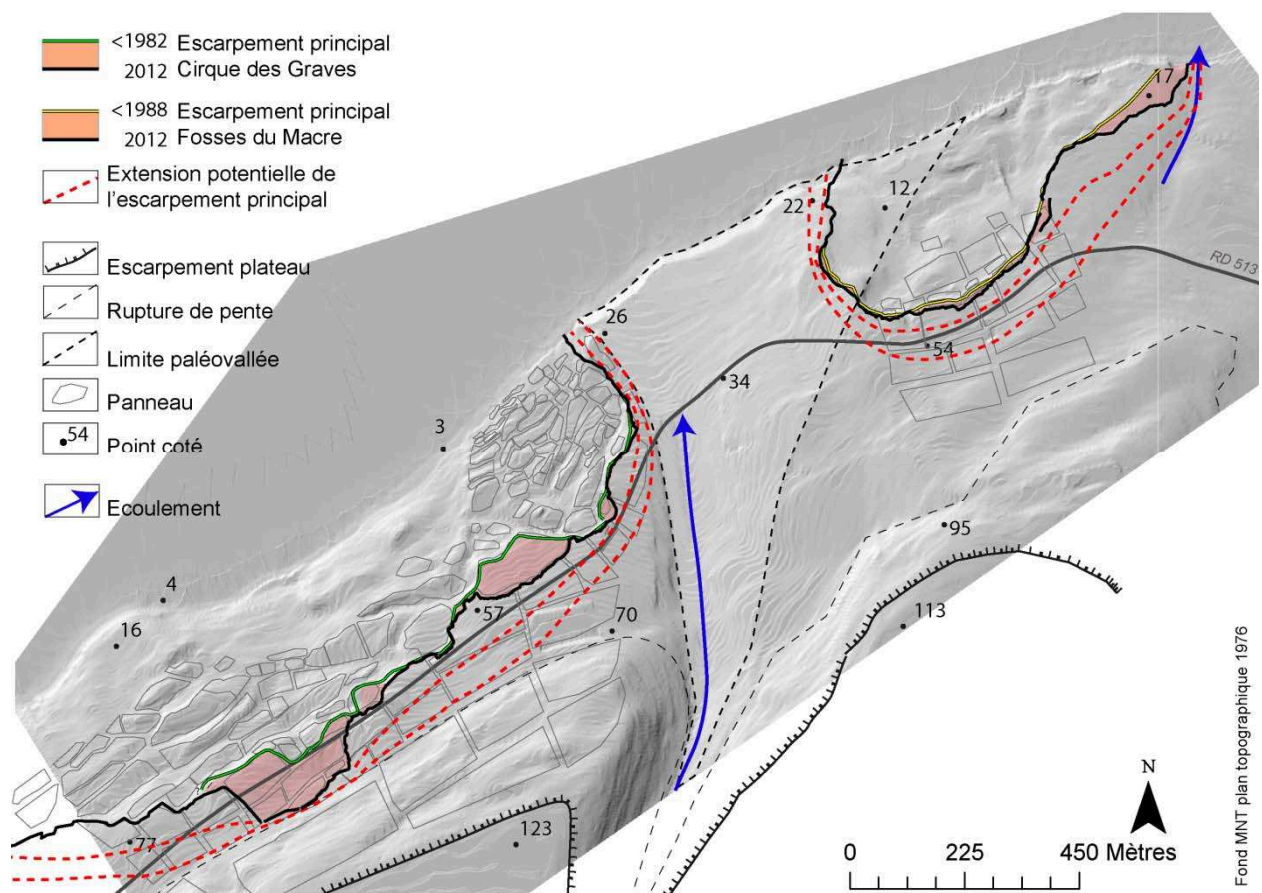 <1982 Escarpement principal
2012 Cirque des Graves
<1988 Escarpement principal
2012 Fosses du Macre
Extension potentielle de
l'escarpement principal
Escarpement plateau
Rupture de pente
Limite paléovallée
Panneau
54 Point coté
Ecoulement
17
12
22
RD 513
26
54
34
3
95
4
57
113
16
70
77
123
N
0 225 450 Mètres
Fond MNT plan topographique 1976